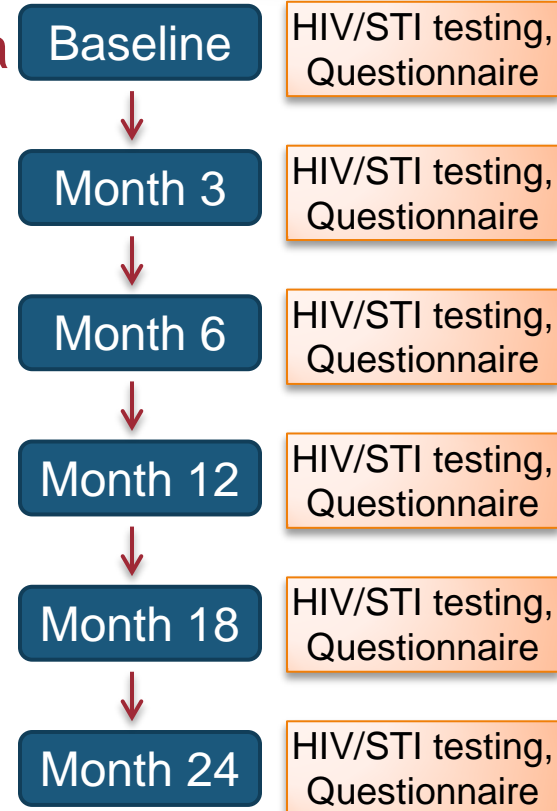 a
Baseline
HIV/STI testing,
Questionnaire
Month 3
HIV/STI testing,
Questionnaire
Month 6
HIV/STI testing,
Questionnaire
Month 12
HIV/STI testing,
Questionnaire
Month 18
HIV/STI testing,
Questionnaire
Month 24
HIV/STI testing,
Questionnaire